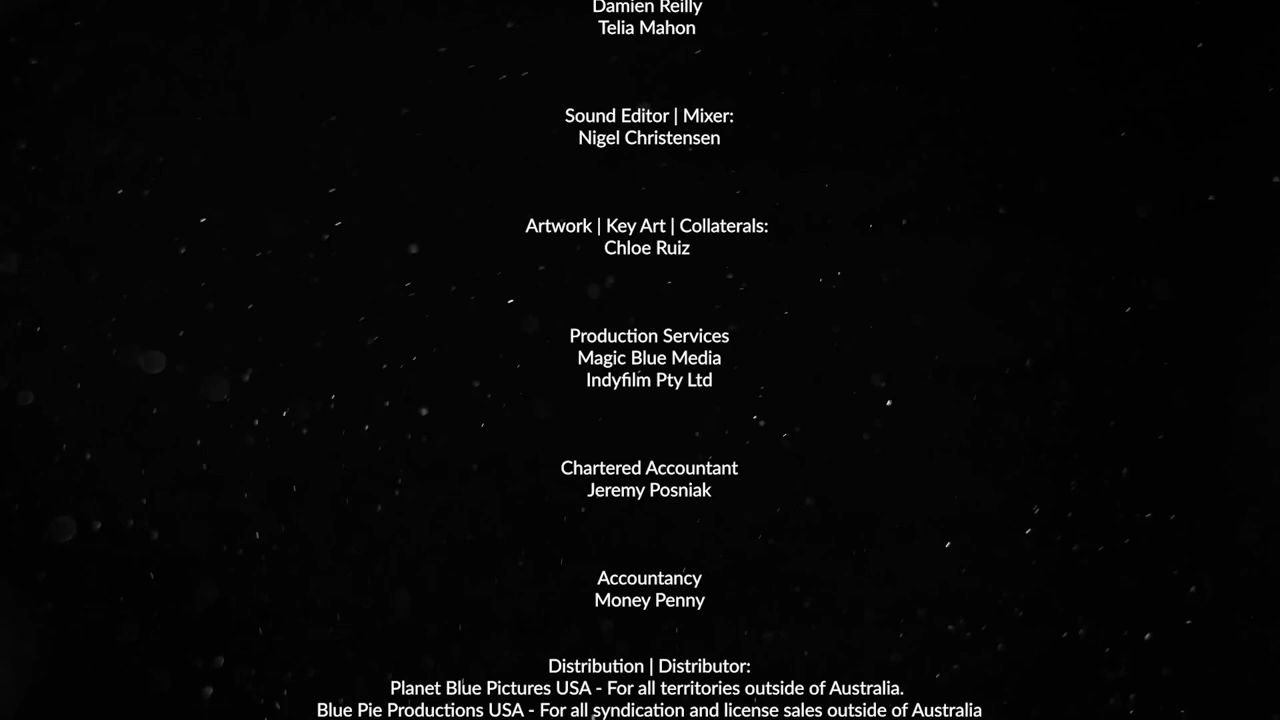 Damien Reilly
Telia Mahon
Sound Editor | Mixer:
Nigel Christensen
Artwork | Key Art | Collaterals:
Chloe Ruiz
Production Services
Magic Blue Media
Indyfilm Pty Ltd
Chartered Accountant
Jeremy Posniak
Accountancy
Money Penny
Distribution | Distributor:
Planet Blue Pictures USA - For all territories outside of Australia.
Blue Pie Productions USA - For all syndication and license sales outside of Australia